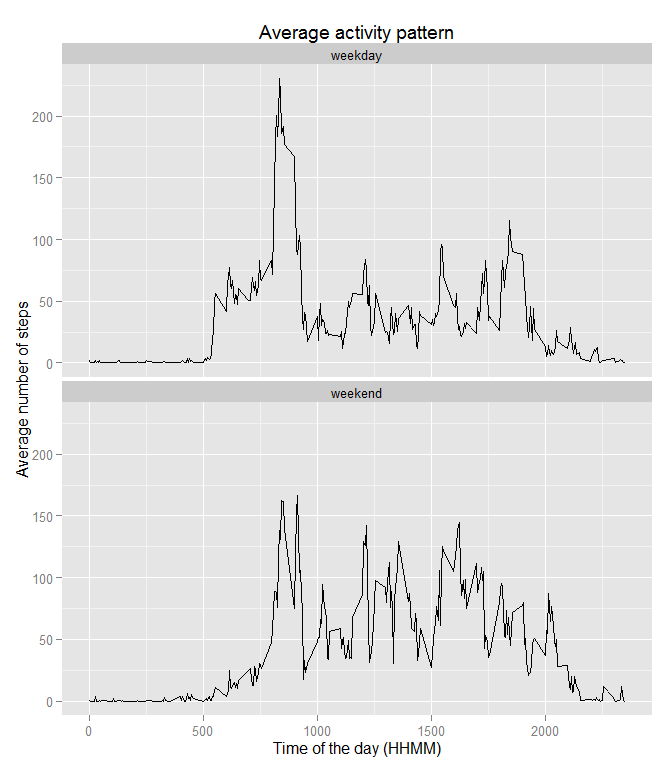 Average activity pattern
weekday
200
150
100
50
0
Average number of steps
weekend
200
150
100
50
0
0 500 1000 1500 2000
Time of the day (HHMM)